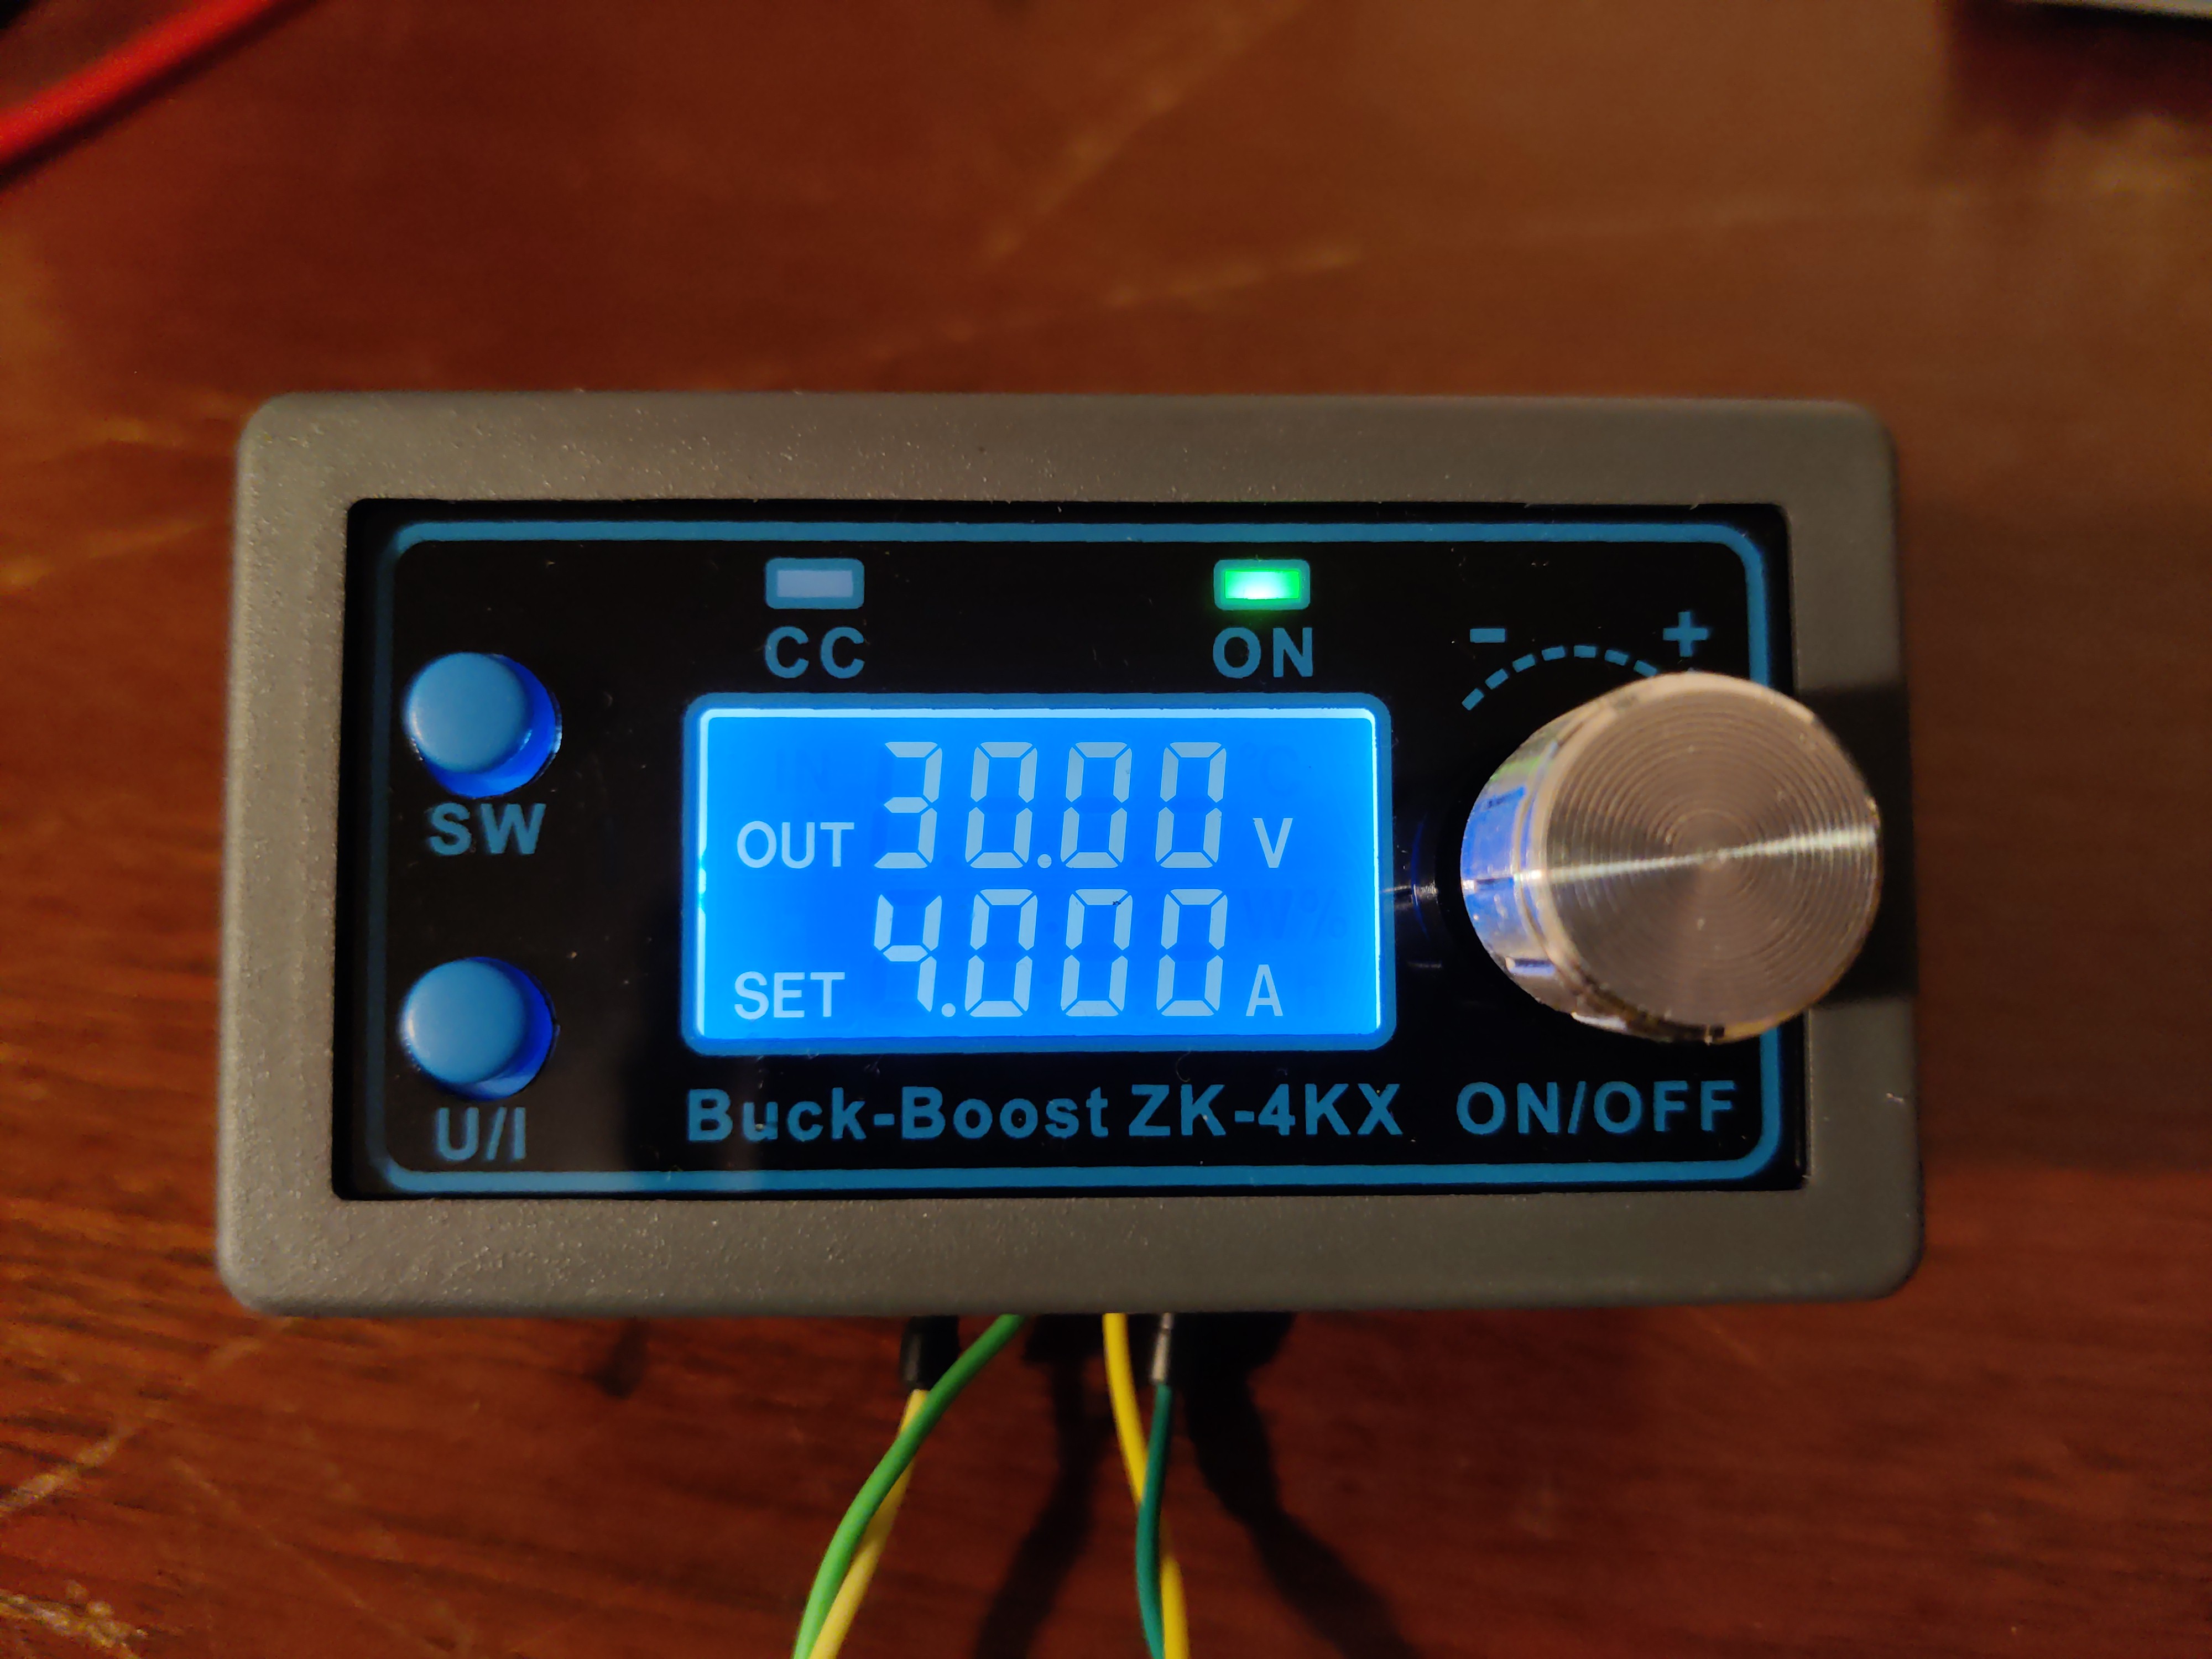 CC ON
- +
SW
OUT 30.00 V
SET 4.000 A
U/I
Buck-Boost ZK-4KX ON/OFF